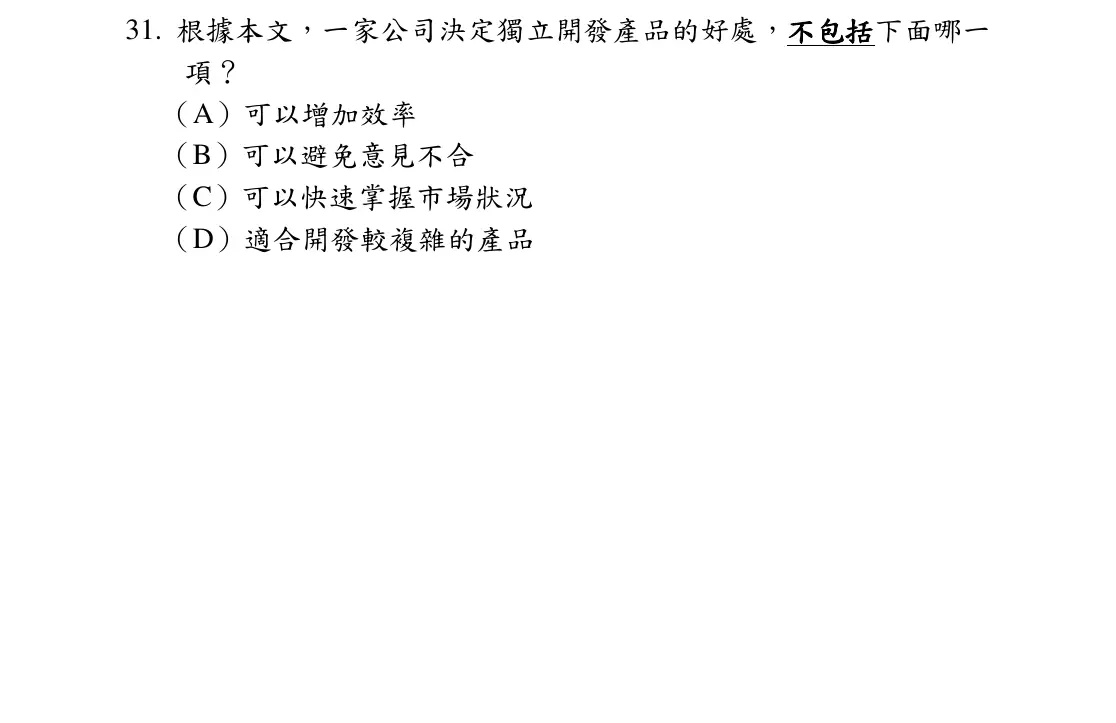 31. 根據本文，一家公司決定獨立開發產品的好處，不包括下面哪一
項？
（A）可以增加效率
（B）可以避免意見不合
（C）可以快速掌握市場狀況
（D）適合開發較複雜的產品